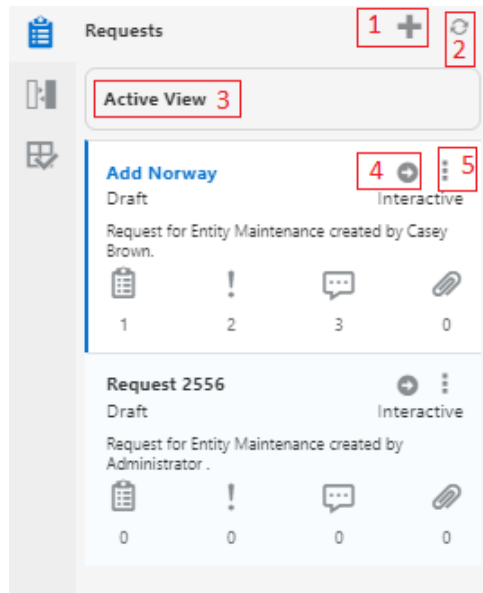 Requests 1 2
Active View 3
Add Norway 4 5
Draft Interactive
Request for Entity Maintenance created by Casey
Brown.
1 2 3 0
Request 2556
Draft Interactive
Request for Entity Maintenance created by
Administrator .
0 0 0 0